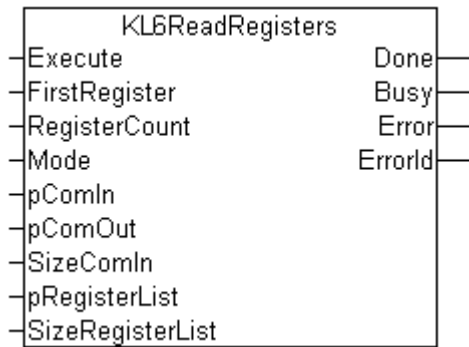 KL6ReadRegisters
Execute Done
FirstRegister Busy
RegisterCount Error
Mode ErrorId
pComIn
pComOut
SizeComIn
pRegisterList
SizeRegisterList